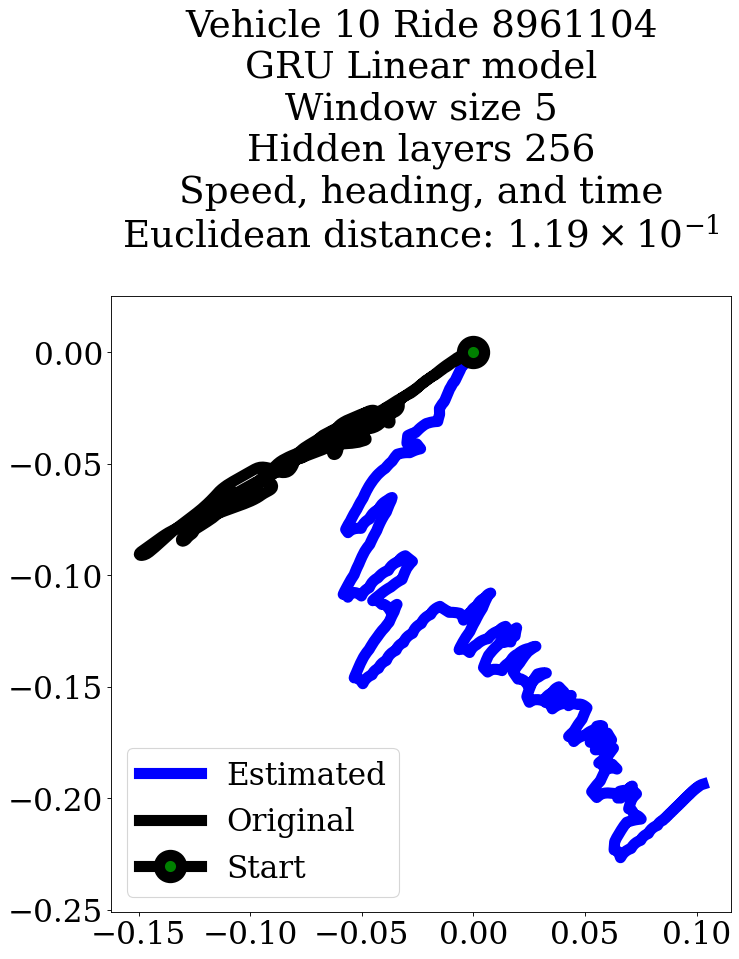 Vehicle 10 Ride 8961104
GRU Linear model
Window size 5
Hidden layers 256
Speed, heading, and time
Euclidean distance: 1.19 × 10⁻¹
0.00
−0.05
−0.10
−0.15
−0.20
−0.25
Estimated
Original
Start
−0.15 −0.10 −0.05 0.00 0.05 0.10